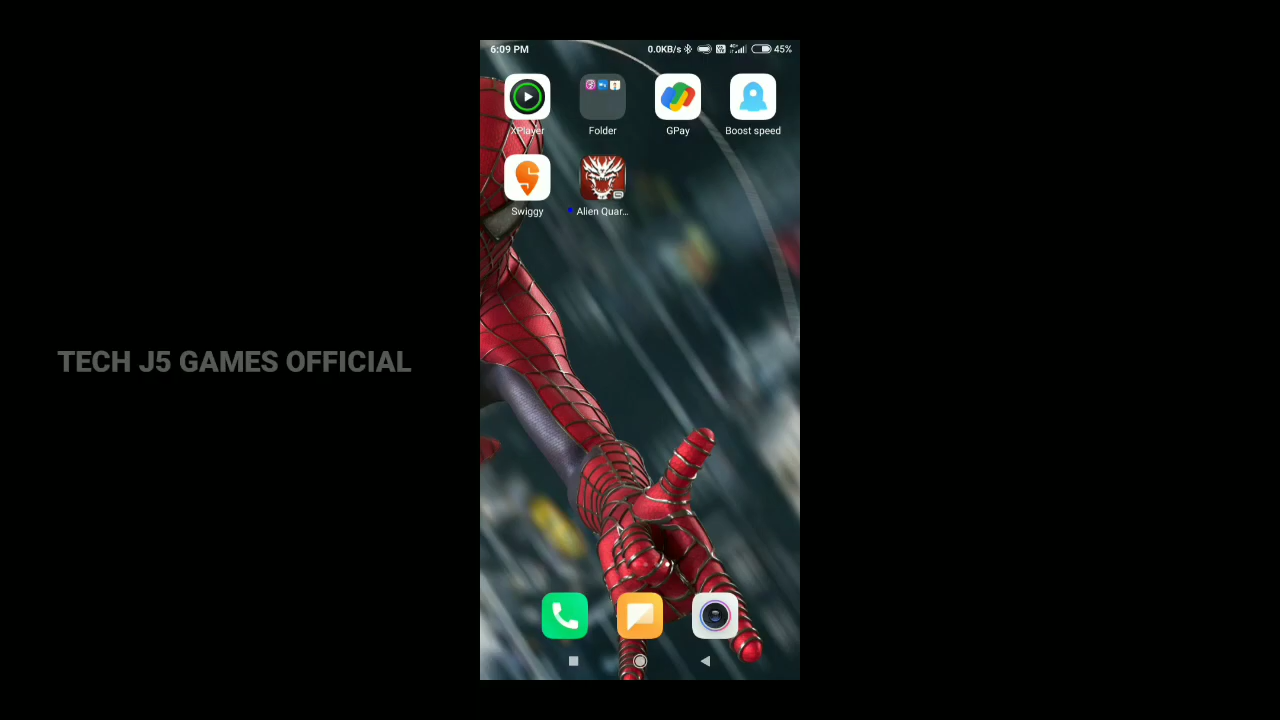 6:09 PM 0.0KB/s 45%
XPlayer Folder GPay Boost speed
Swiggy Alien Quar...
TECH J5 GAMES OFFICIAL